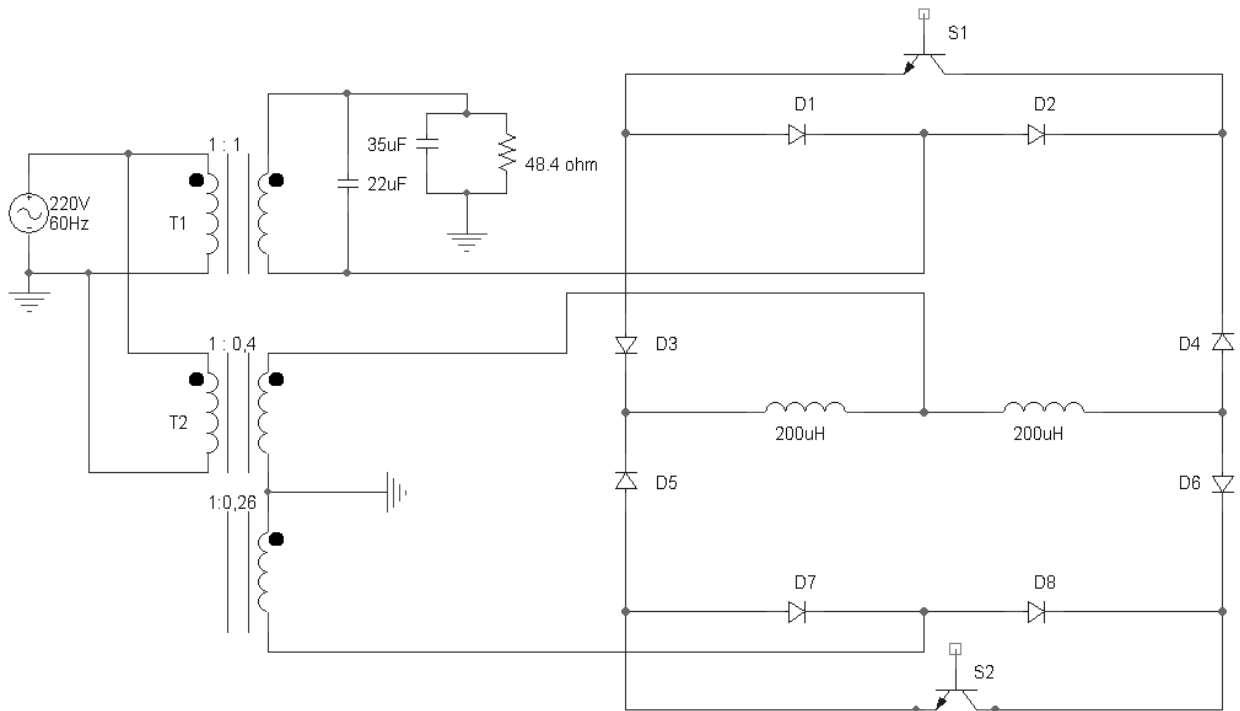 S1
D1
D2
1 : 1
35uF
48.4 ohm
22uF
220V
60Hz
T1
1 : 0,4
D3
D4
T2
200uH
200uH
1:0,26
D5
D6
D7
D8
S2